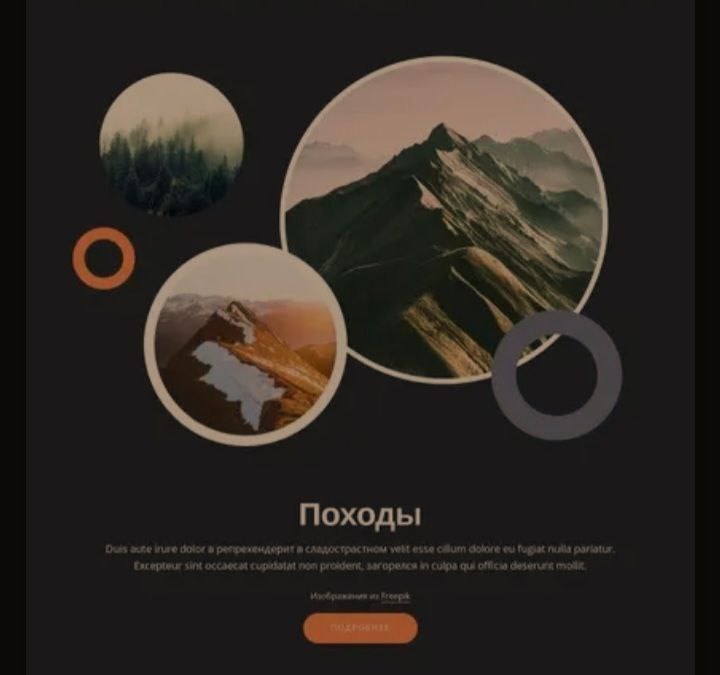 Походы
Duis aute irure dolor в репрехендерит в сладострастном velit esse cillum dolore eu fugiat nulla pariatur.
Excepteur sint occaecat cupidatat non proident, загорелся in culpa qui officia deserunt mollit.
Изображения из Freepik
ПОДРОБНЕЕ